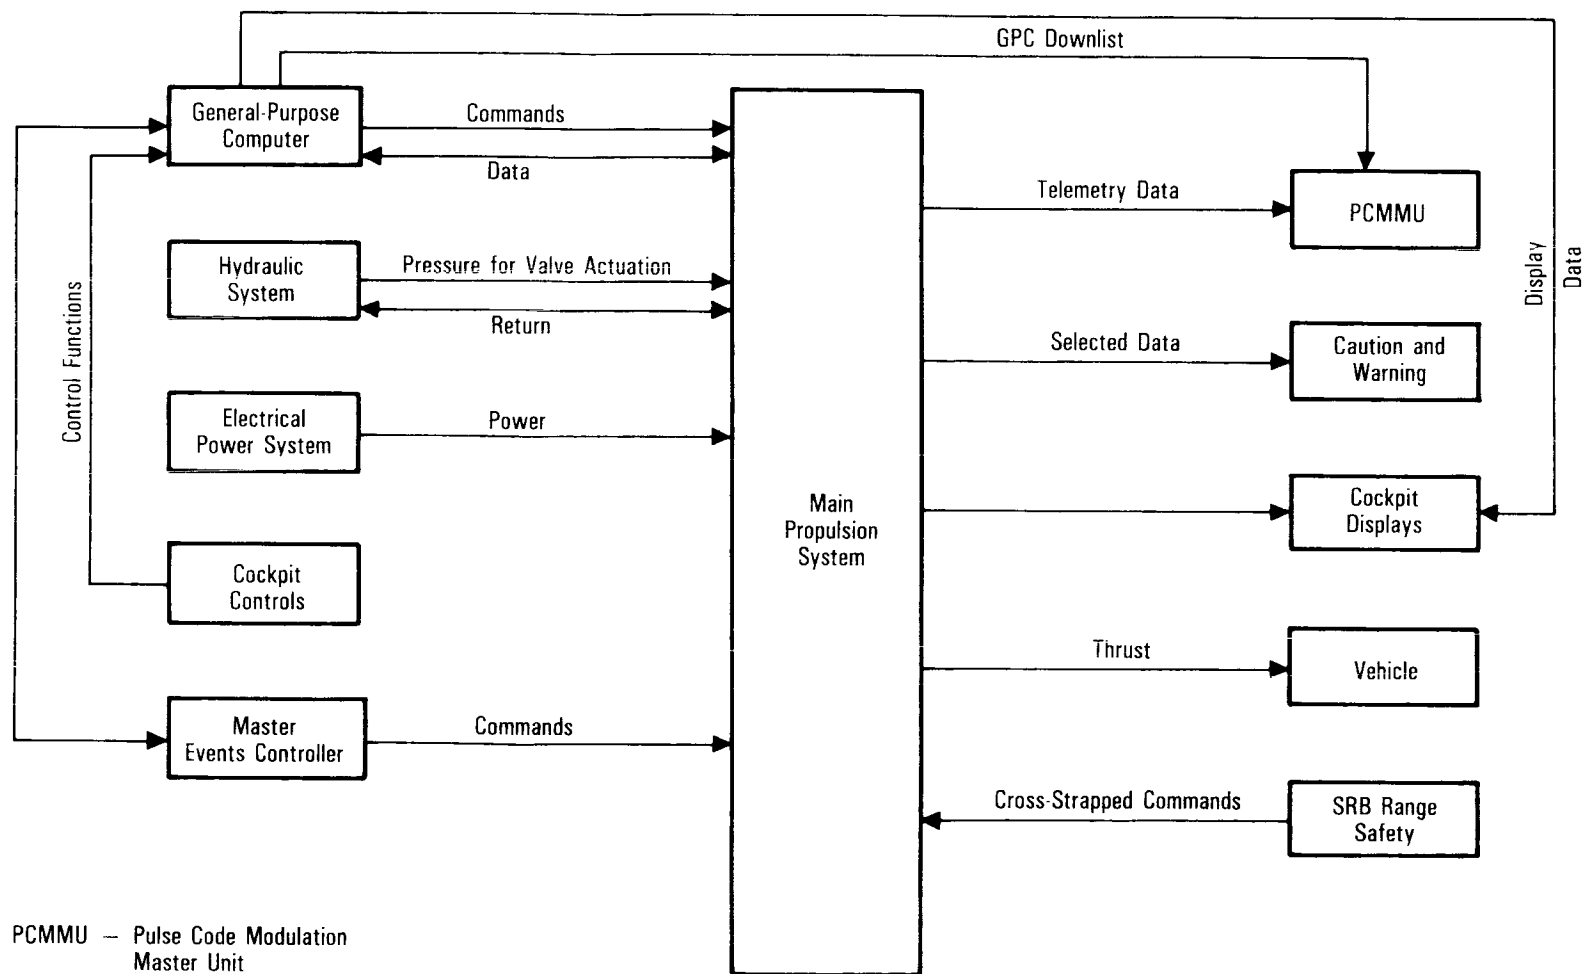 GPC Downlist
General-Purpose
Computer
Commands
Data
Telemetry Data
PCMMU
Display
Data
Hydraulic
System
Pressure for Valve Actuation
Return
Control Functions
Selected Data
Caution and
Warning
Electrical
Power System
Power
Main
Propulsion
System
Cockpit
Displays
Cockpit
Controls
Thrust
Vehicle
Master
Events Controller
Commands
Cross-Strapped Commands
SRB Range
Safety
PCMMU — Pulse Code Modulation
Master Unit